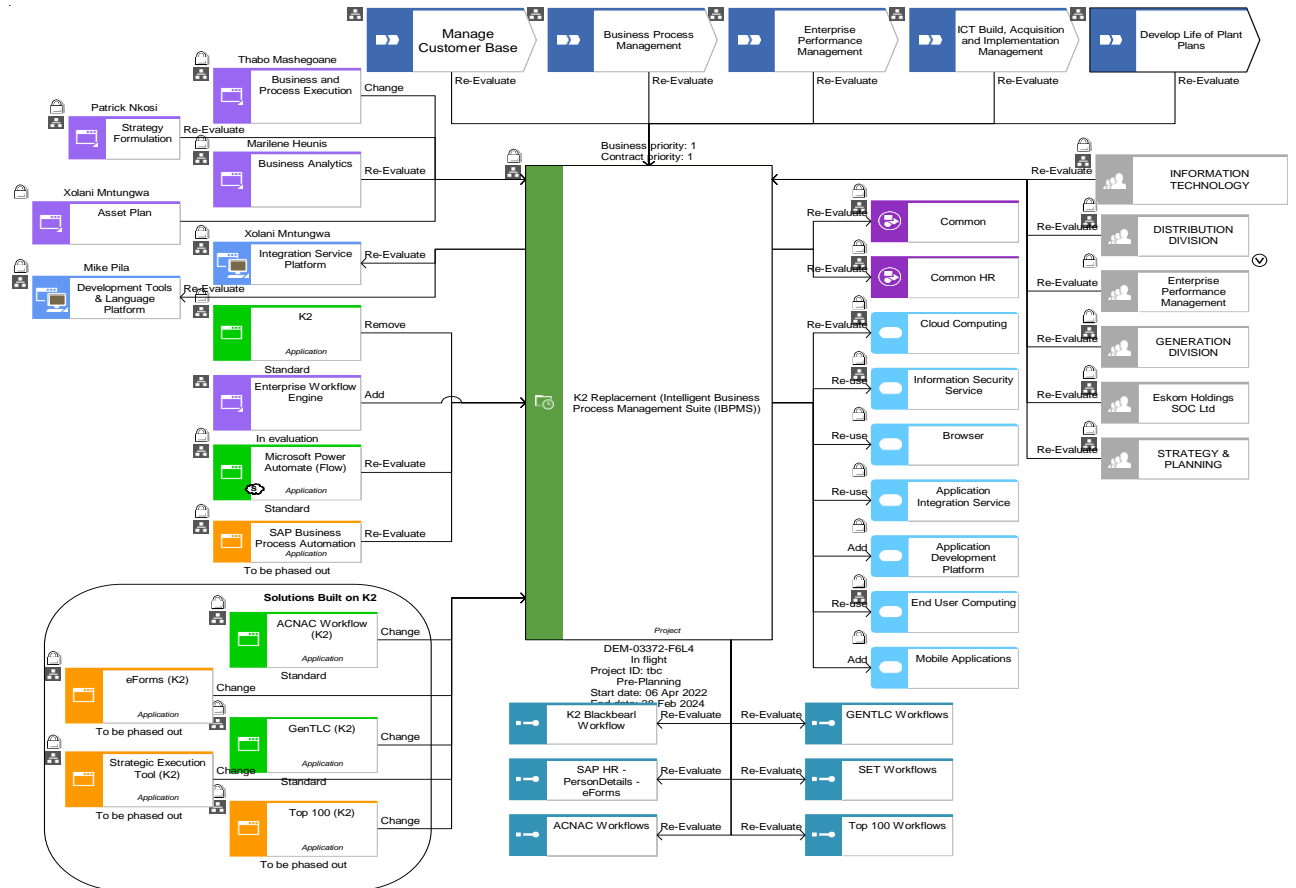 Manage
Customer Base
Re-Evaluate
Business Process
Management
Re-Evaluate
Enterprise
Performance
Management
Re-Evaluate
ICT Build, Acquisition
and Implementation
Management
Re-Evaluate
Develop Life of Plant
Plans
Re-Evaluate
Thabo Mashegoane
Business and
Process Execution
Change
Patrick Nkosi
Strategy
Formulation
Re-Evaluate
Marilene Heunis
Business Analytics
Re-Evaluate
Xolani Mntungwa
Asset Plan
Xolani Mntungwa
Integration Service
Platform
Re-Evaluate
Mike Pila
Development Tools
& Language
Platform
Re-Evaluate
K2
Application
Remove
Standard
Enterprise Workflow
Engine
Add
In evaluation
Microsoft Power
Automate (Flow)
Application
S
Re-Evaluate
Standard
SAP Business
Process Automation
Application
Re-Evaluate
To be phased out
Solutions Built on K2
ACNAC Workflow
(K2)
Application
Change
Standard
eForms (K2)
Application
Change
To be phased out
GenTLC (K2)
Application
Change
Standard
Strategic Execution
Tool (K2)
Application
Change
To be phased out
Top 100 (K2)
Application
Change
To be phased out
Business priority: 1
Contract priority: 1
K2 Replacement (Intelligent Business
Process Management Suite (IBPMS))
Project
DEM-03372-F6L4
In flight
Project ID: tbc
Pre-Planning
Start date: 06 Apr 2022
End date: 28 Feb 2024
K2 Blackbearl
Workflow
Re-Evaluate
Re-Evaluate
GENTLC Workflows
SAP HR -
PersonDetails -
eForms
Re-Evaluate
Re-Evaluate
SET Workflows
ACNAC Workflows
Re-Evaluate
Re-Evaluate
Top 100 Workflows
Re-Evaluate
Common
Re-Evaluate
Common HR
Re-Evaluate
Cloud Computing
Re-use
Information Security
Service
Re-use
Browser
Re-use
Application
Integration Service
Add
Application
Development
Platform
Re-use
End User Computing
Add
Mobile Applications
Re-Evaluate
INFORMATION
TECHNOLOGY
Re-Evaluate
DISTRIBUTION
DIVISION
Re-Evaluate
Enterprise
Performance
Management
Re-Evaluate
GENERATION
DIVISION
Re-Evaluate
Eskom Holdings
SOC Ltd
Re-Evaluate
STRATEGY &
PLANNING